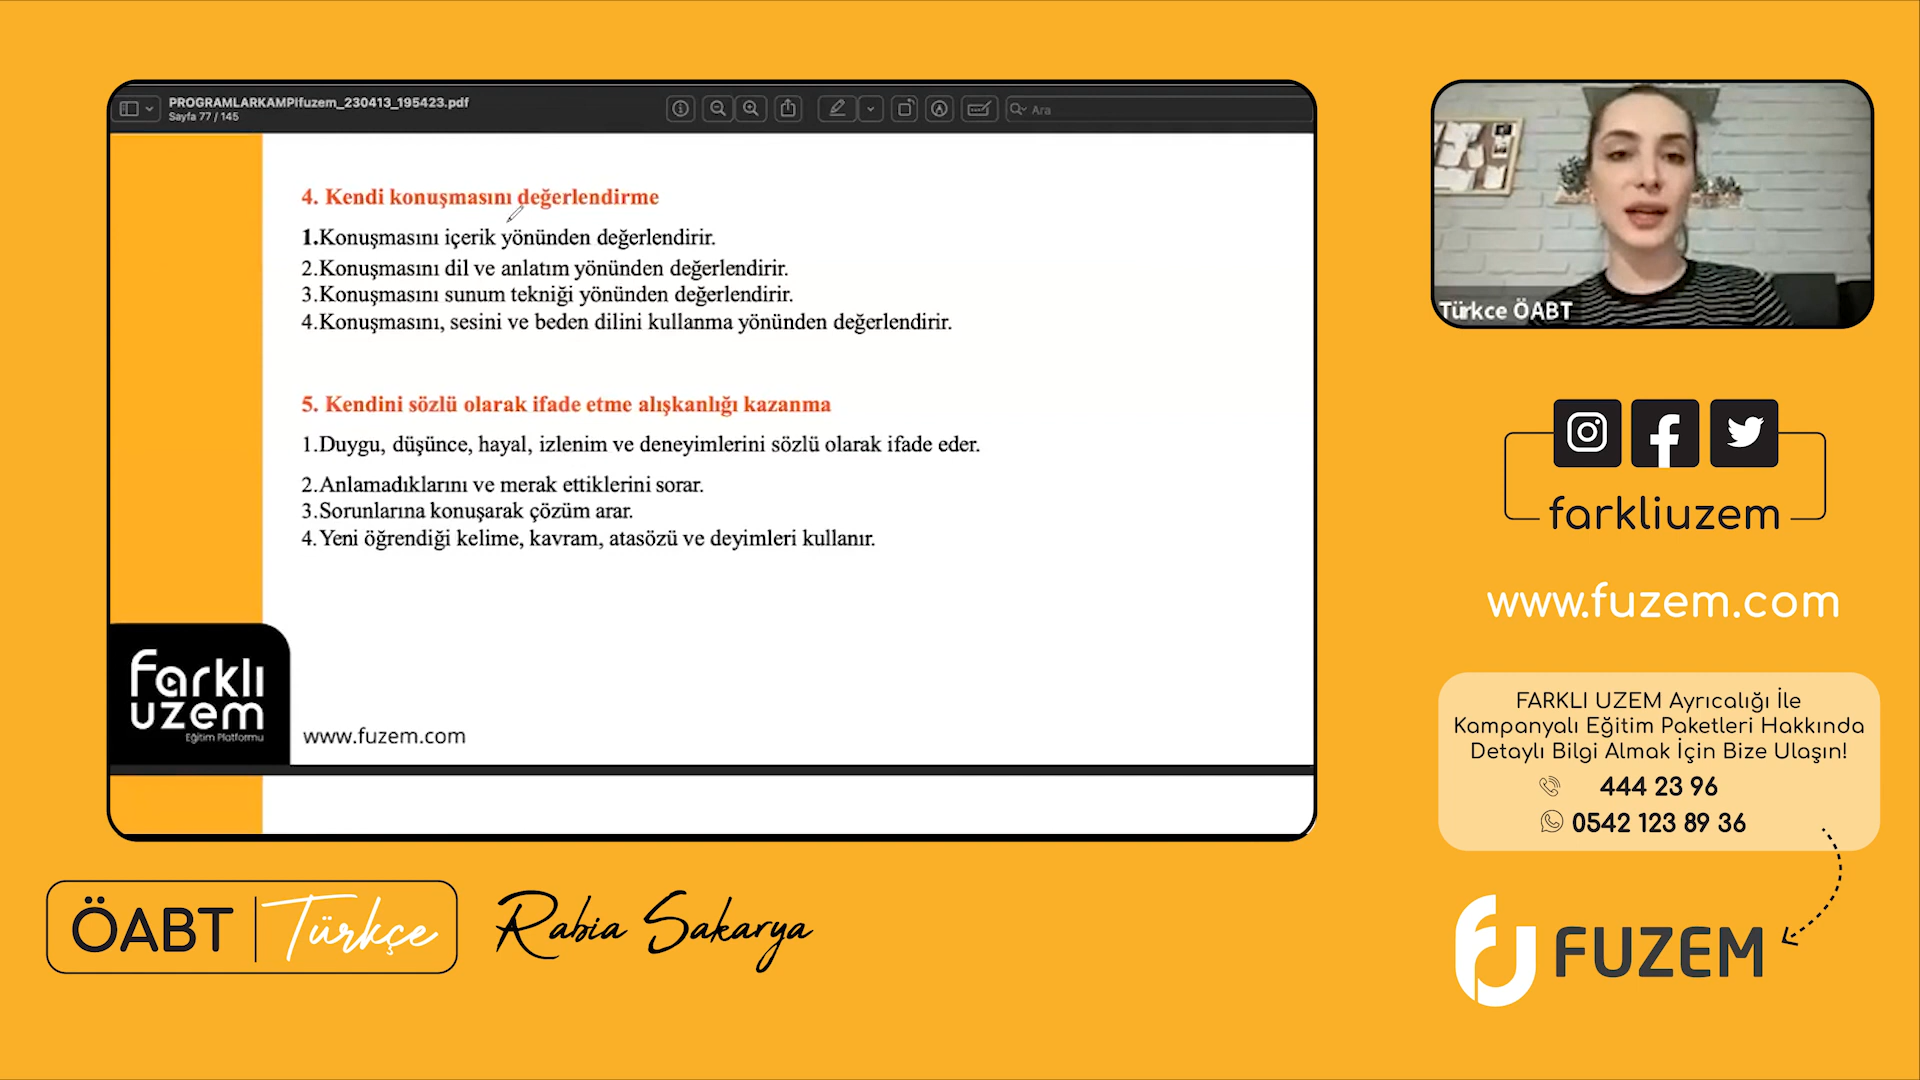 PROGRAMLARKAMPIfuzem_230413_195423.pdf
Sayfa 77 / 145
Ara
4. Kendi konuşmasını değerlendirme
1.Konuşmasını içerik yönünden değerlendirir.
2.Konuşmasını dil ve anlatım yönünden değerlendirir.
3.Konuşmasını sunum tekniği yönünden değerlendirir.
4.Konuşmasını, sesini ve beden dilini kullanma yönünden değerlendirir.
5. Kendini sözlü olarak ifade etme alışkanlığı kazanma
1.Duygu, düşünce, hayal, izlenim ve deneyimlerini sözlü olarak ifade eder.
2.Anlamadıklarını ve merak ettiklerini sorar.
3.Sorunlarına konuşarak çözüm arar.
4.Yeni öğrendiği kelime, kavram, atasözü ve deyimleri kullanır.
farklı
uzem
Eğitim Platformu
www.fuzem.com
Türkce ÖABT
farkliuzem
www.fuzem.com
FARKLI UZEM Ayrıcalığı İle
Kampanyalı Eğitim Paketleri Hakkında
Detaylı Bilgi Almak İçin Bize Ulaşın!
444 23 96
0542 123 89 36
FUZEM
ÖABT Türkçe
Rabia Sakarya